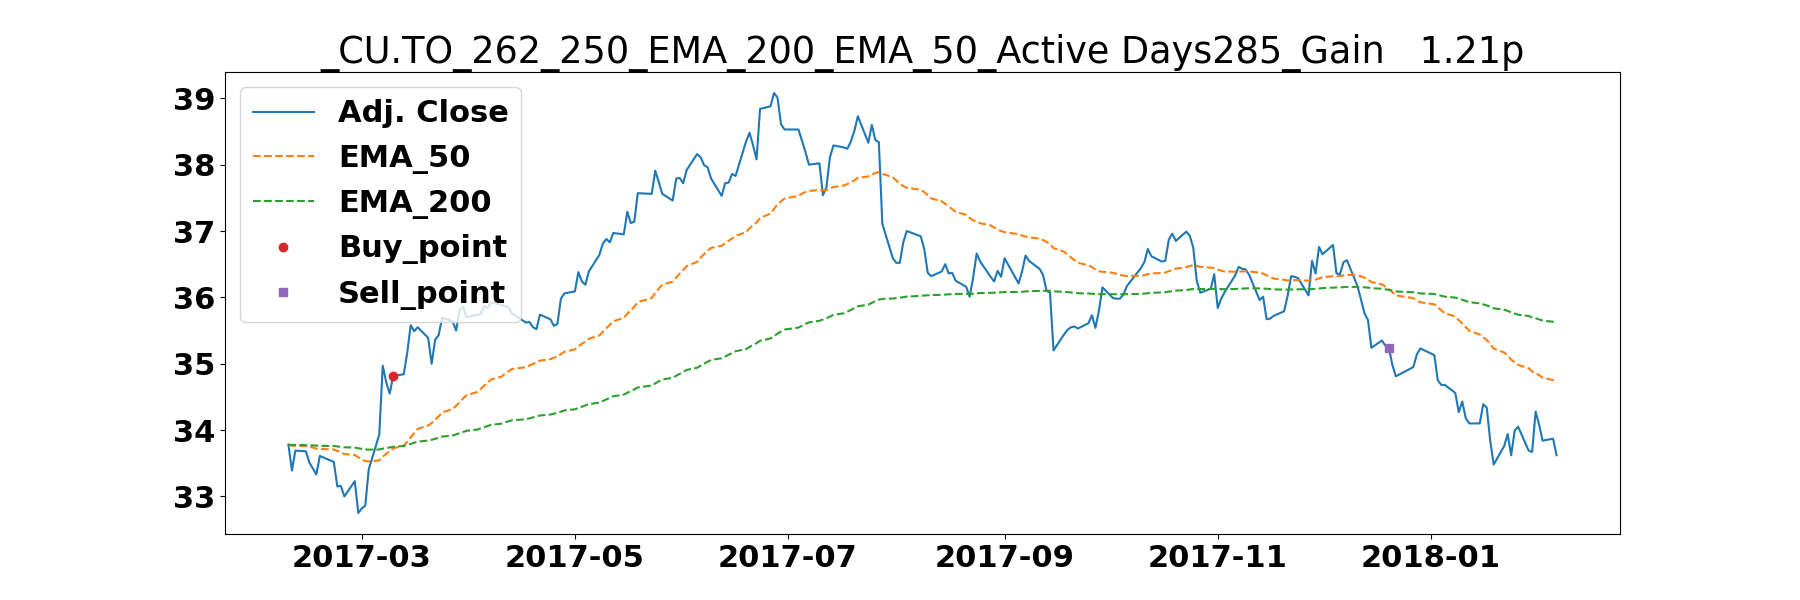 _CU.TO_262_250_EMA_200_EMA_50_Active Days285_Gain   1.21p
39
38
37
36
35
34
33
Adj. Close
EMA_50
EMA_200
Buy_point
Sell_point
2017-03
2017-05
2017-07
2017-09
2017-11
2018-01